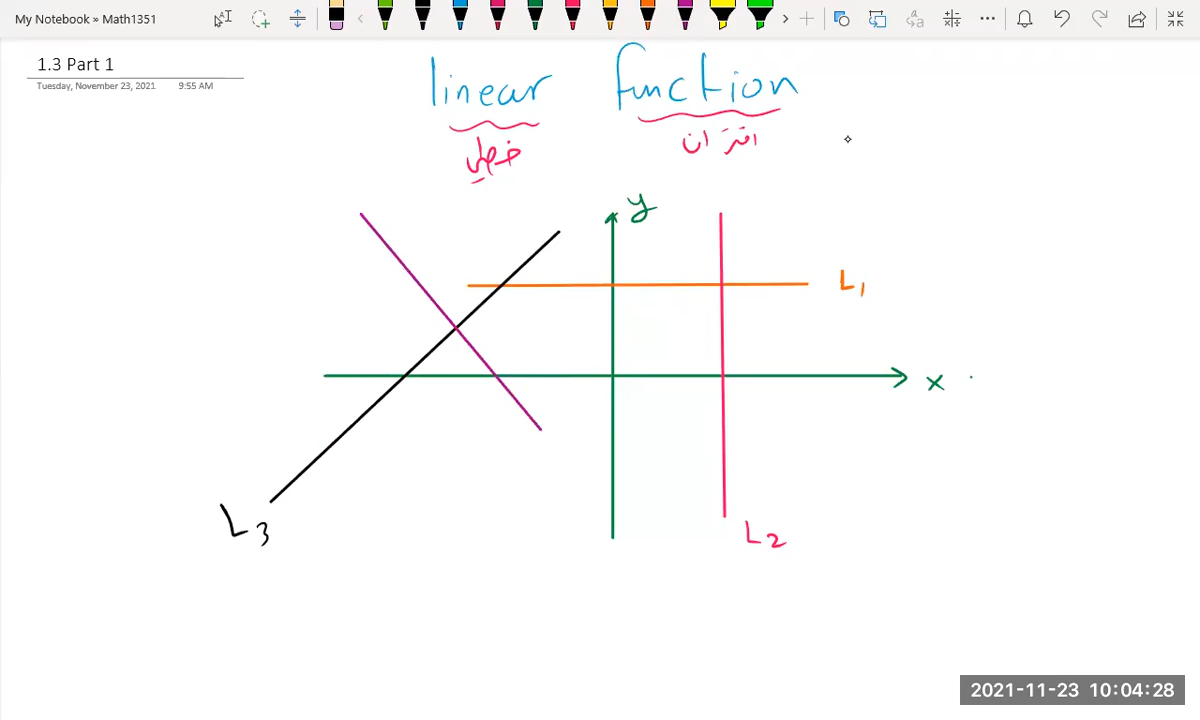 My Notebook » Math1351
1.3 Part 1
Tuesday, November 23, 2021 9:55 AM
linear function
خطي اقتران
y
L1
x
L3
L2
2021-11-23 10:04:28